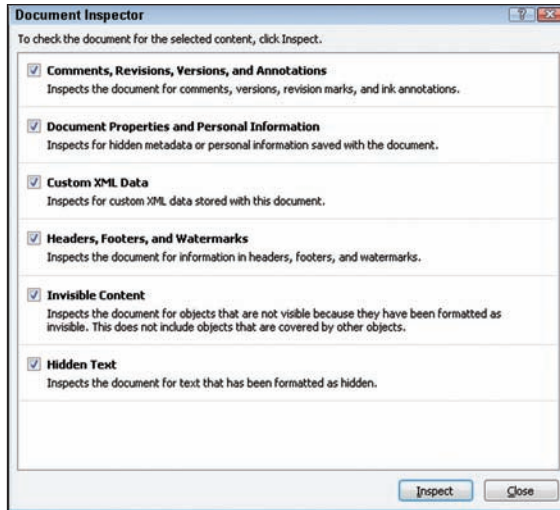 Document Inspector
To check the document for the selected content, click Inspect.
Comments, Revisions, Versions, and Annotations
Inspects the document for comments, versions, revision marks, and ink annotations.
Document Properties and Personal Information
Inspects for hidden metadata or personal information saved with the document.
Custom XML Data
Inspects for custom XML data stored with this document.
Headers, Footers, and Watermarks
Inspects the document for information in headers, footers, and watermarks.
Invisible Content
Inspects the document for objects that are not visible because they have been formatted as
invisible. This does not include objects that are covered by other objects.
Hidden Text
Inspects the document for text that has been formatted as hidden.
Inspect Close